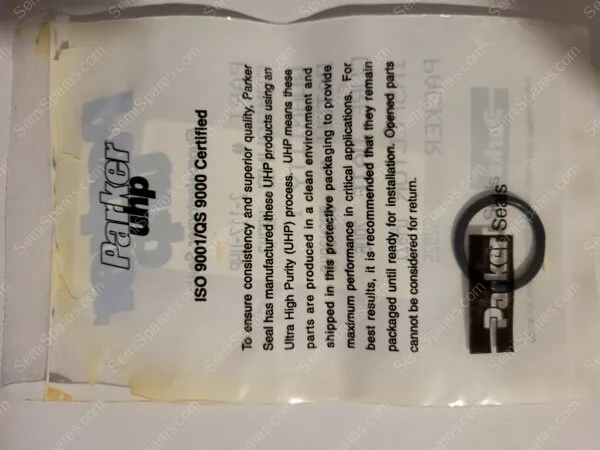 Parker
uhp
ISO 9001/QS 9000 Certified
To ensure consistency and superior quality, Parker
Seal has manufactured these UHP products using an
Ultra High Purity (UHP) process. UHP means these
parts are produced in a clean environment and
shipped in this protective packaging to provide
maximum performance in critical applications. For
best results, it is recommended that they remain
packaged until ready for installation. Opened parts
cannot be considered for return.
Parker Seals
SemiSpares.com